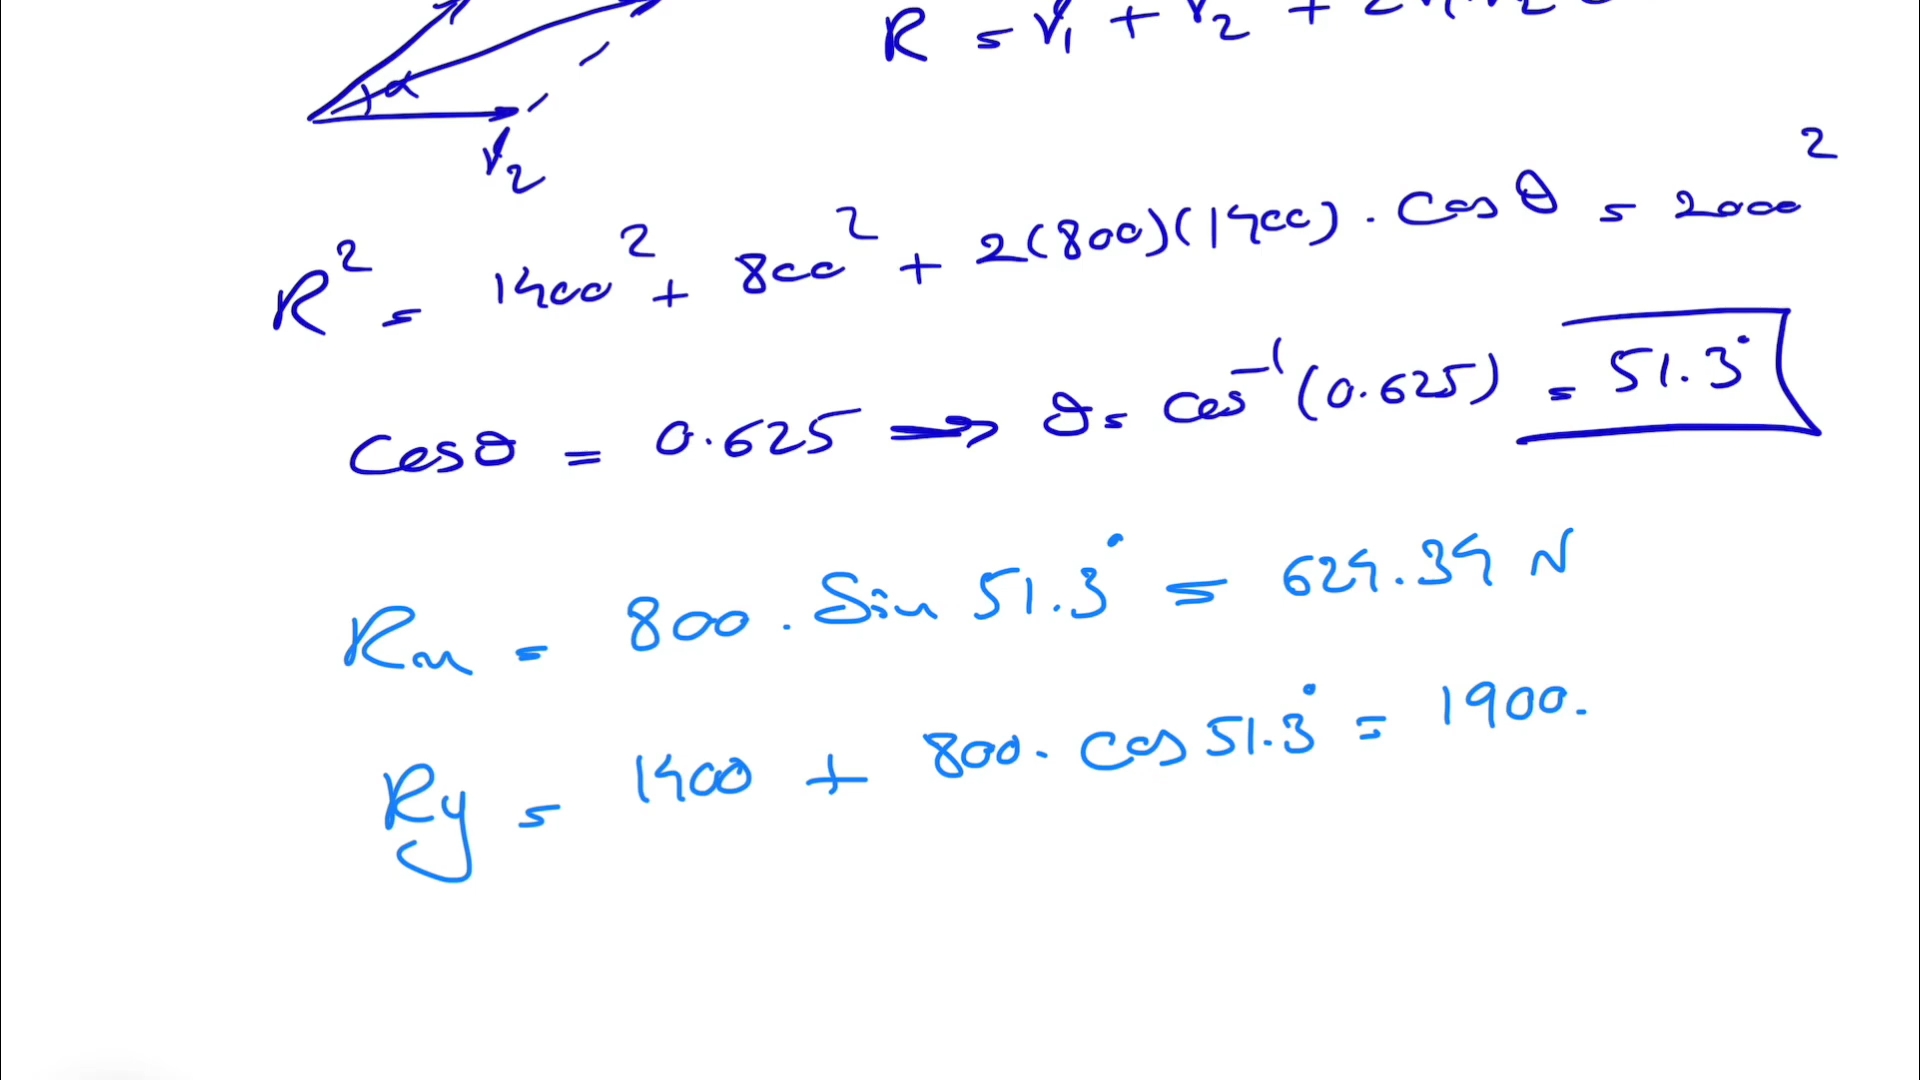 α
R = V₁ + V₂ + 2V₁V₂
V₂
R² = 1400² + 800² + 2(800)(1400) . Cos θ = 2000²
Cosθ = 0.625 → θ = Cos⁻¹(0.625) = 51.3°
Rx = 800 . Sin 51.3° = 624.34 N
Ry = 1400 + 800 . Cos 51.3° = 1900.